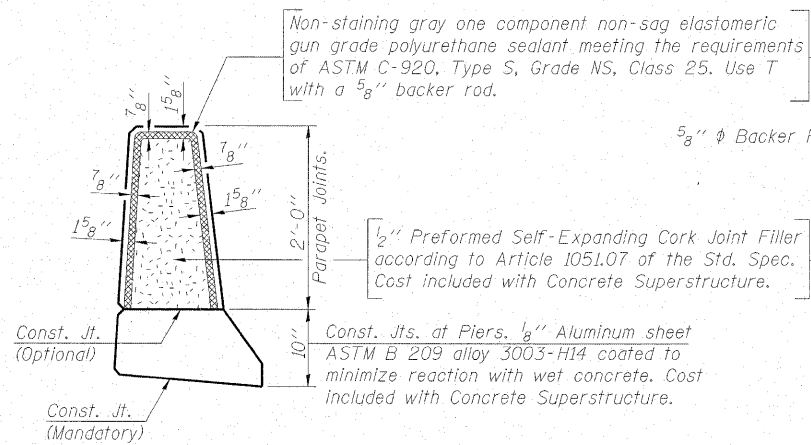 Non-staining gray one component non-sag elastomeric
gun grade polyurethane sealant meeting the requirements
of ASTM C-920, Type S, Grade NS, Class 25. Use T
with a 5/8" backer rod.
5/8" φ Backer
7/8"
1 5/8"
7/8"
7/8"
1 5/8"
1 5/8"
2'-0"
Parapet Joints.
1/2" Preformed Self-Expanding Cork Joint Filler
according to Article 1051.07 of the Std. Spec.
Cost included with Concrete Superstructure.
Const. Jt.
(Optional)
10"
Const. Jts. at Piers. 1/8" Aluminum sheet
ASTM B 209 alloy 3003-H14 coated to
minimize reaction with wet concrete. Cost
included with Concrete Superstructure.
Const. Jt.
(Mandatory)